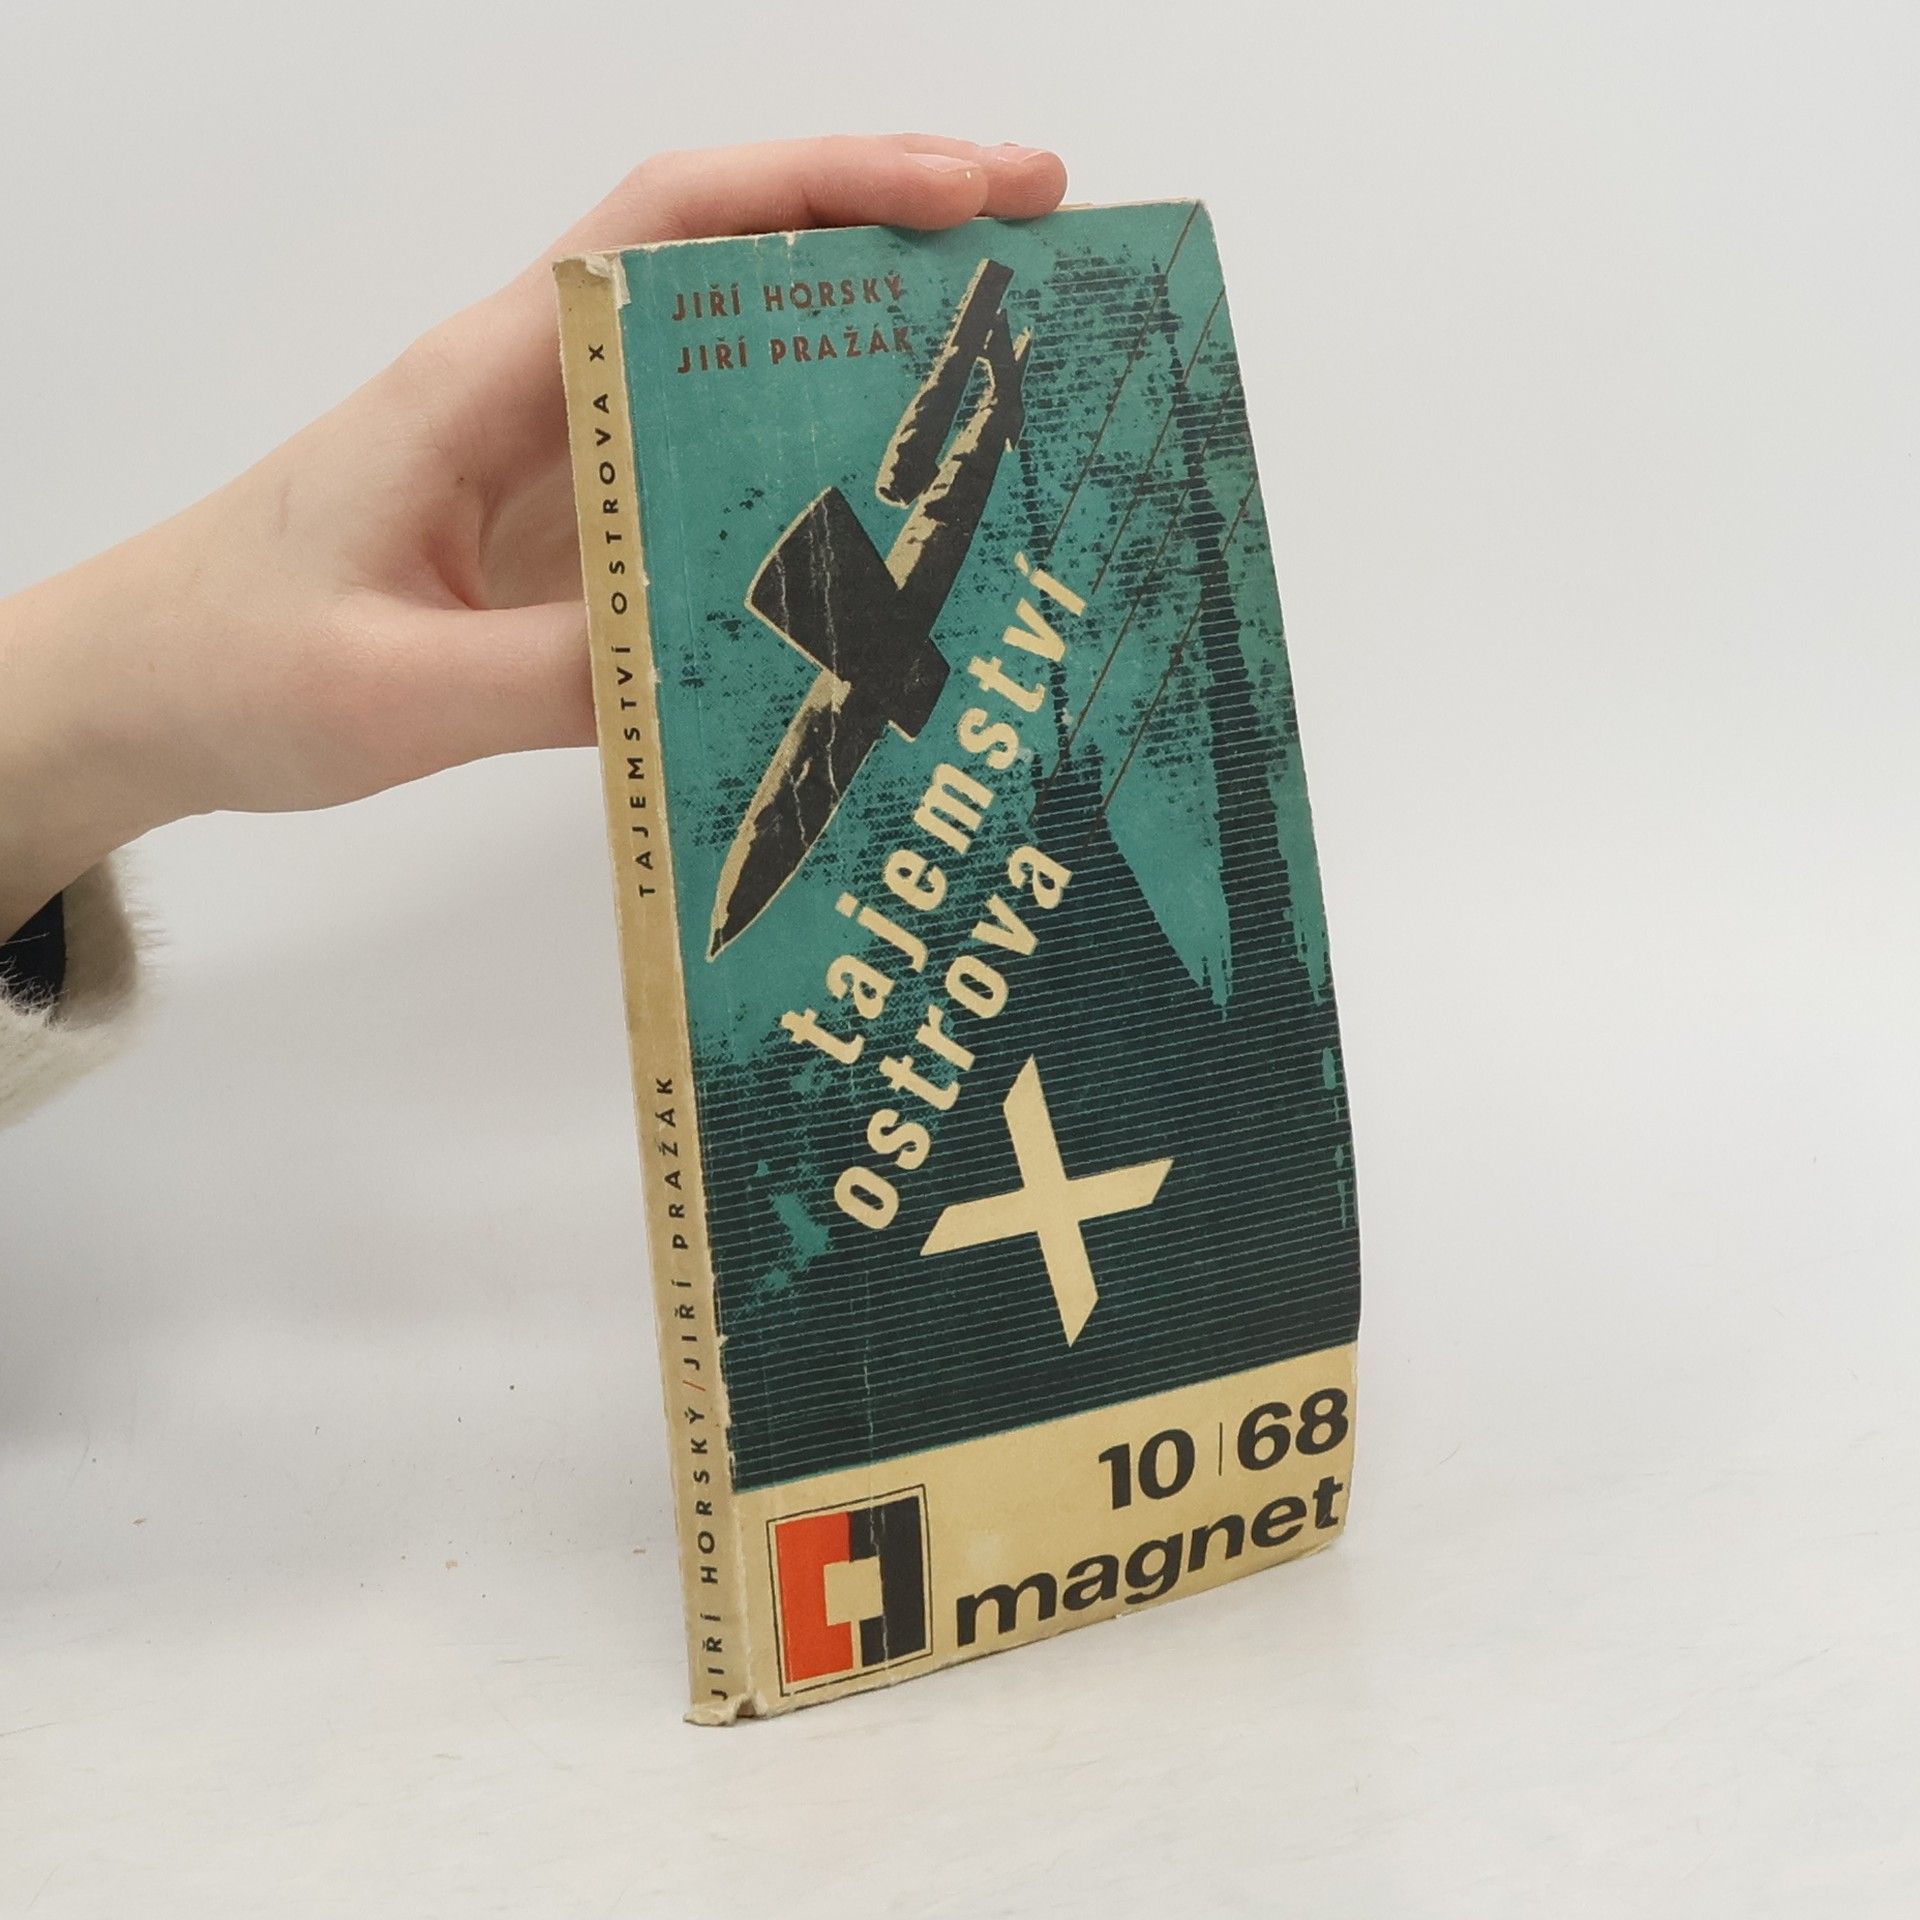 TAJEMSTVÍ OSTROVA X
JIŘÍ HORSKÝ/JIŘÍ PRAŽÁK
JIŘÍ HORSKÝ
JIŘÍ PRAŽÁK
tajemství
ostrova
X
10|68
magnet